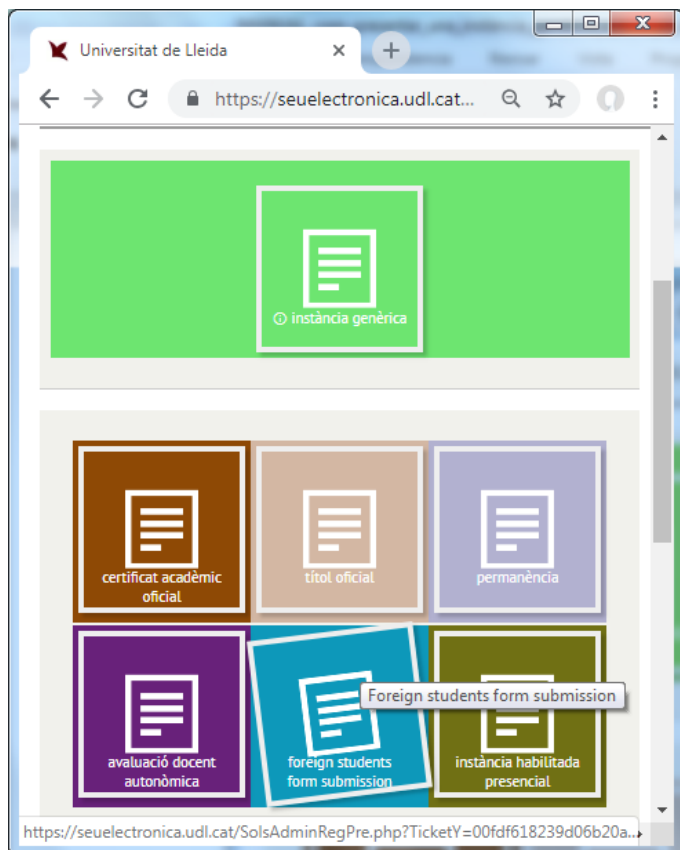 Universitat de Lleida
https://seuelectronica.udl.cat...
instància genèrica
certificat acadèmic
oficial
títol oficial
permanència
Foreign students form submission
avaluació docent
autonòmica
foreign students
form submission
instància habilitada
presencial
https://seuelectronica.udl.cat/SolsAdminRegPre.php?TicketY=00fdf618239d06b20a...